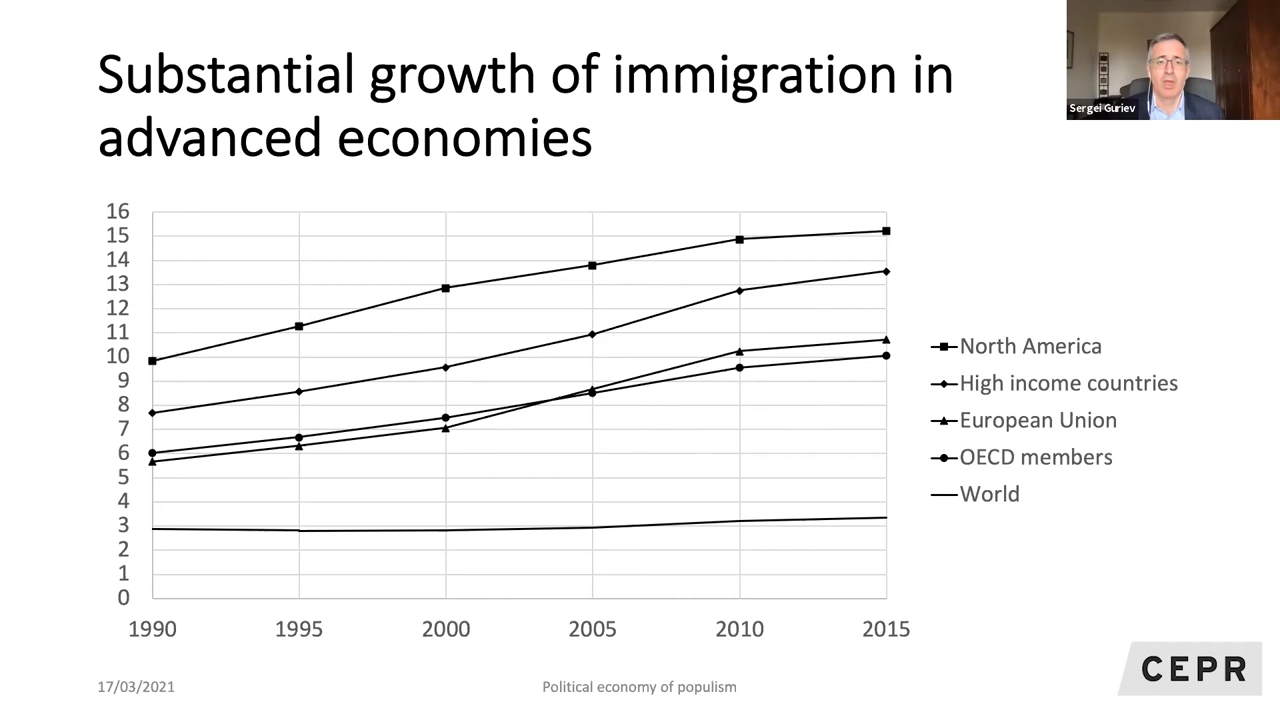 Substantial growth of immigration in
advanced economies
Sergei Guriev
16
15
14
13
12
11
10
9
8
7
6
5
4
3
2
1
0
1990 1995 2000 2005 2010 2015
North America
High income countries
European Union
OECD members
World
17/03/2021 Political economy of populism
CEPR